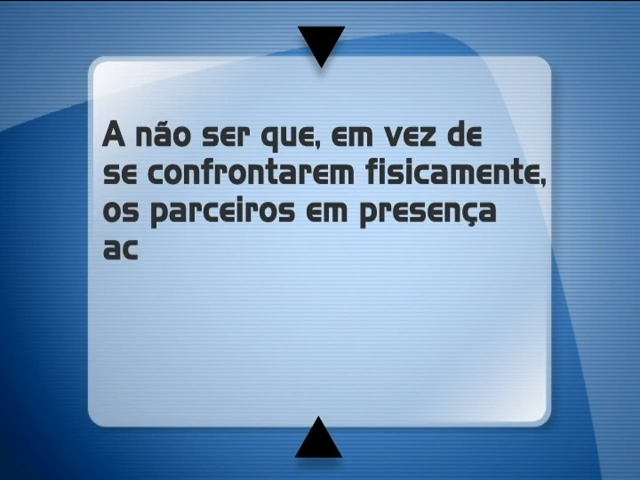 A não ser que, em vez de
se confrontarem fisicamente,
os parceiros em presença
ac